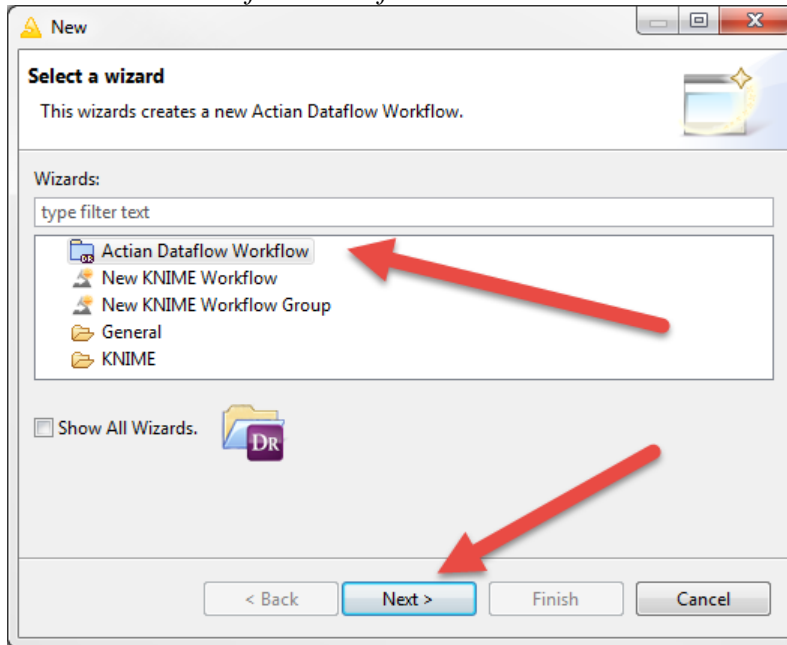 New
Select a wizard
This wizards creates a new Actian Dataflow Workflow.
Wizards:
type filter text
Actian Dataflow Workflow
New KNIME Workflow
New KNIME Workflow Group
General
KNIME
Show All Wizards.
DR
< Back Next > Finish Cancel